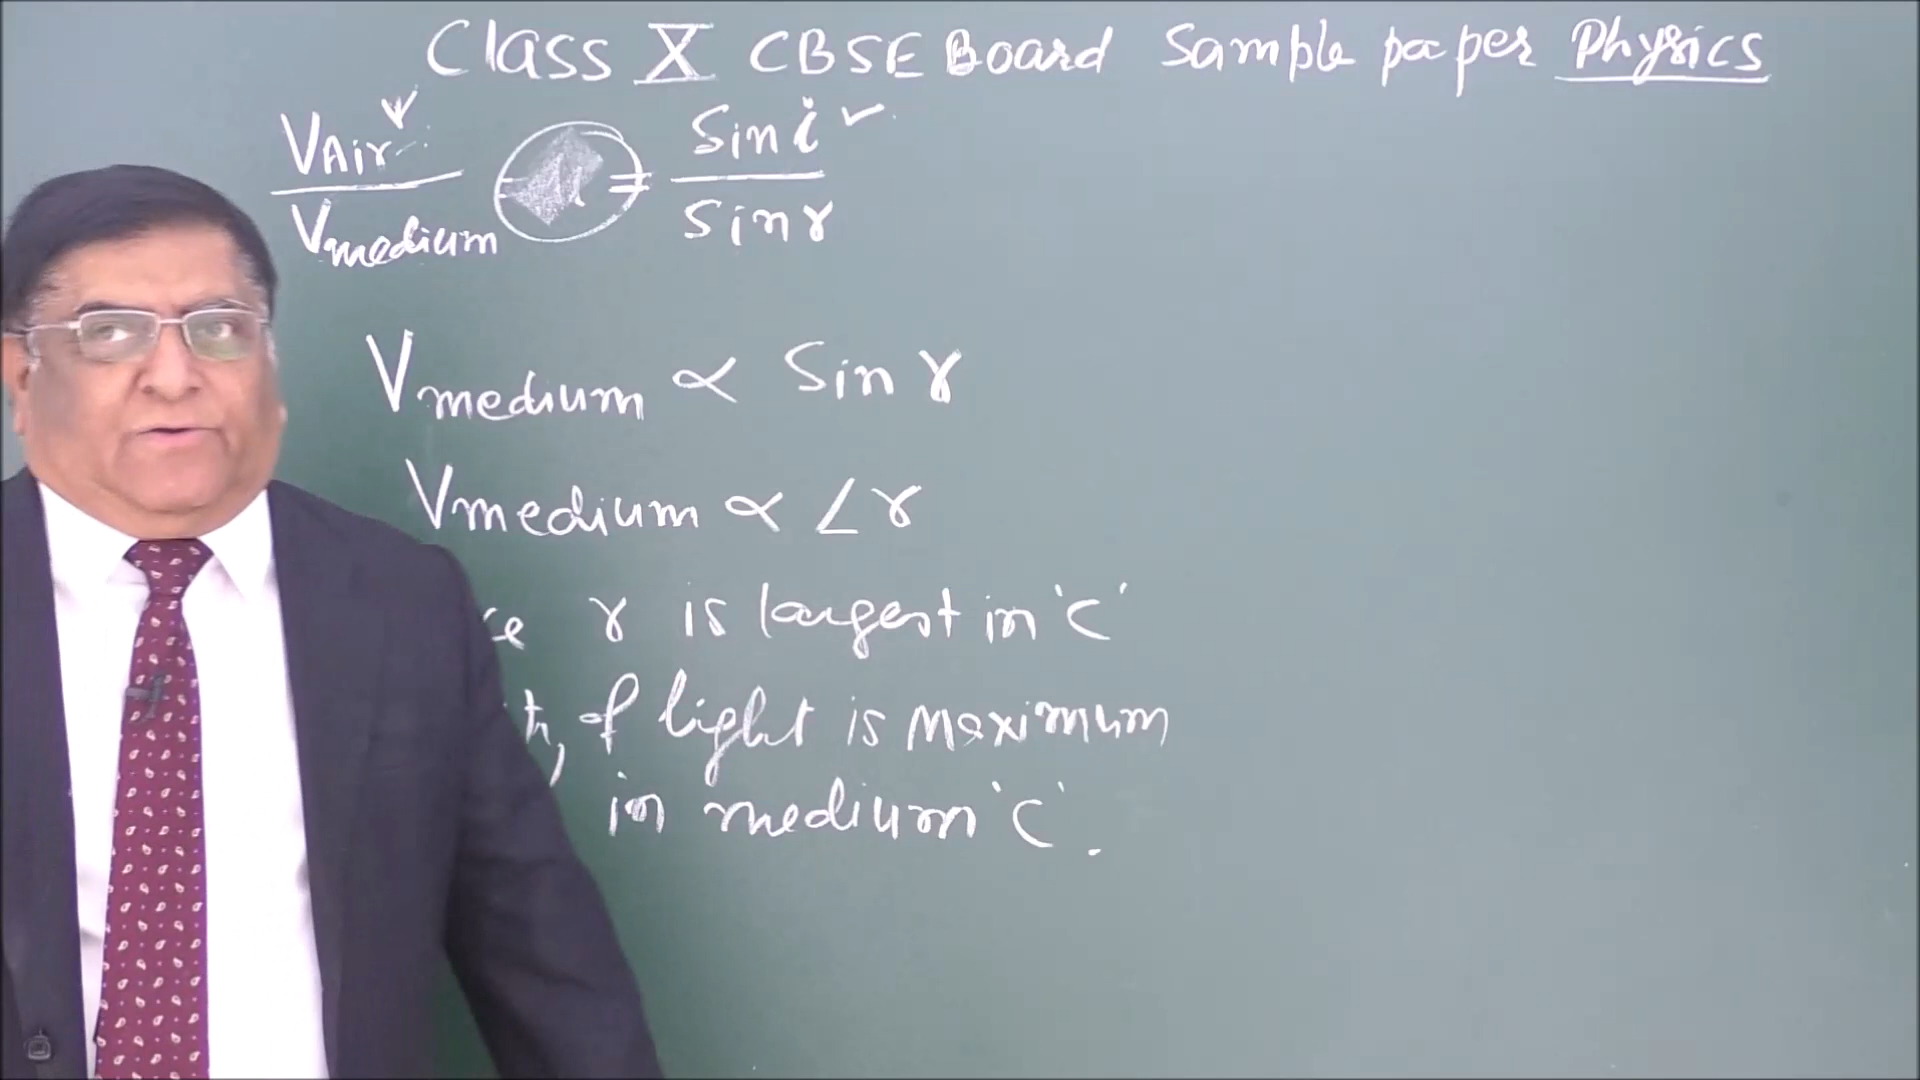 Class X CBSE Board Sample paper Physics
VAir / Vmedium = Sin i / Sin r
Vmedium ∝ Sin r
Vmedium ∝ ∠r
r is largest in 'C'
of light is Maximum
in medium 'C'.